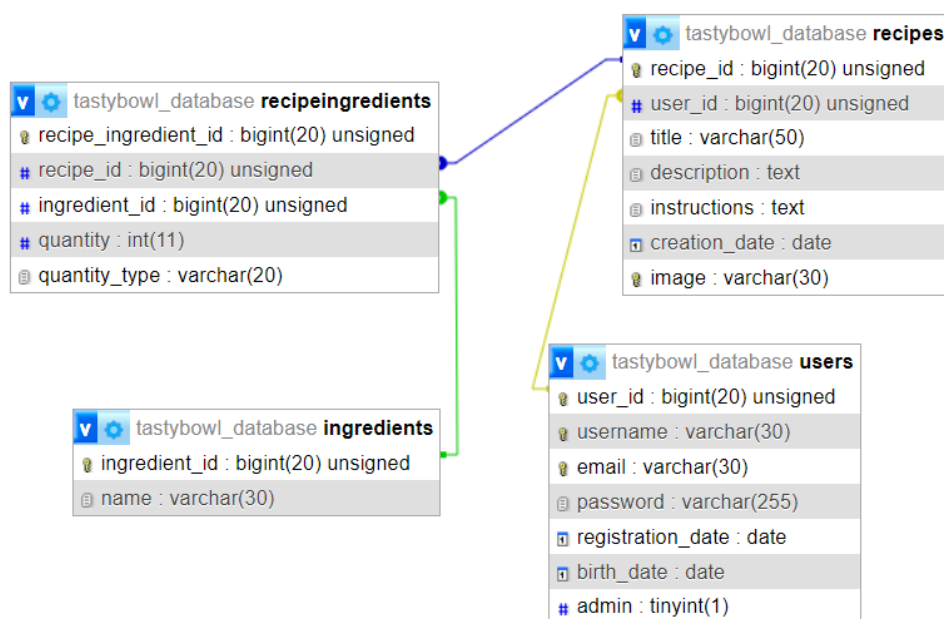 tastybowl_database recipeingredients
recipe_ingredient_id : bigint(20) unsigned
# recipe_id : bigint(20) unsigned
# ingredient_id : bigint(20) unsigned
# quantity : int(11)
quantity_type : varchar(20)
v tastybowl_database recipes
recipe_id : bigint(20) unsigned
# user_id : bigint(20) unsigned
title : varchar(50)
description : text
instructions : text
creation_date : date
image : varchar(30)
v tastybowl_database ingredients
ingredient_id : bigint(20) unsigned
name : varchar(30)
v tastybowl_database users
user_id : bigint(20) unsigned
username : varchar(30)
email : varchar(30)
password : varchar(255)
registration_date : date
birth_date : date
# admin : tinyint(1)